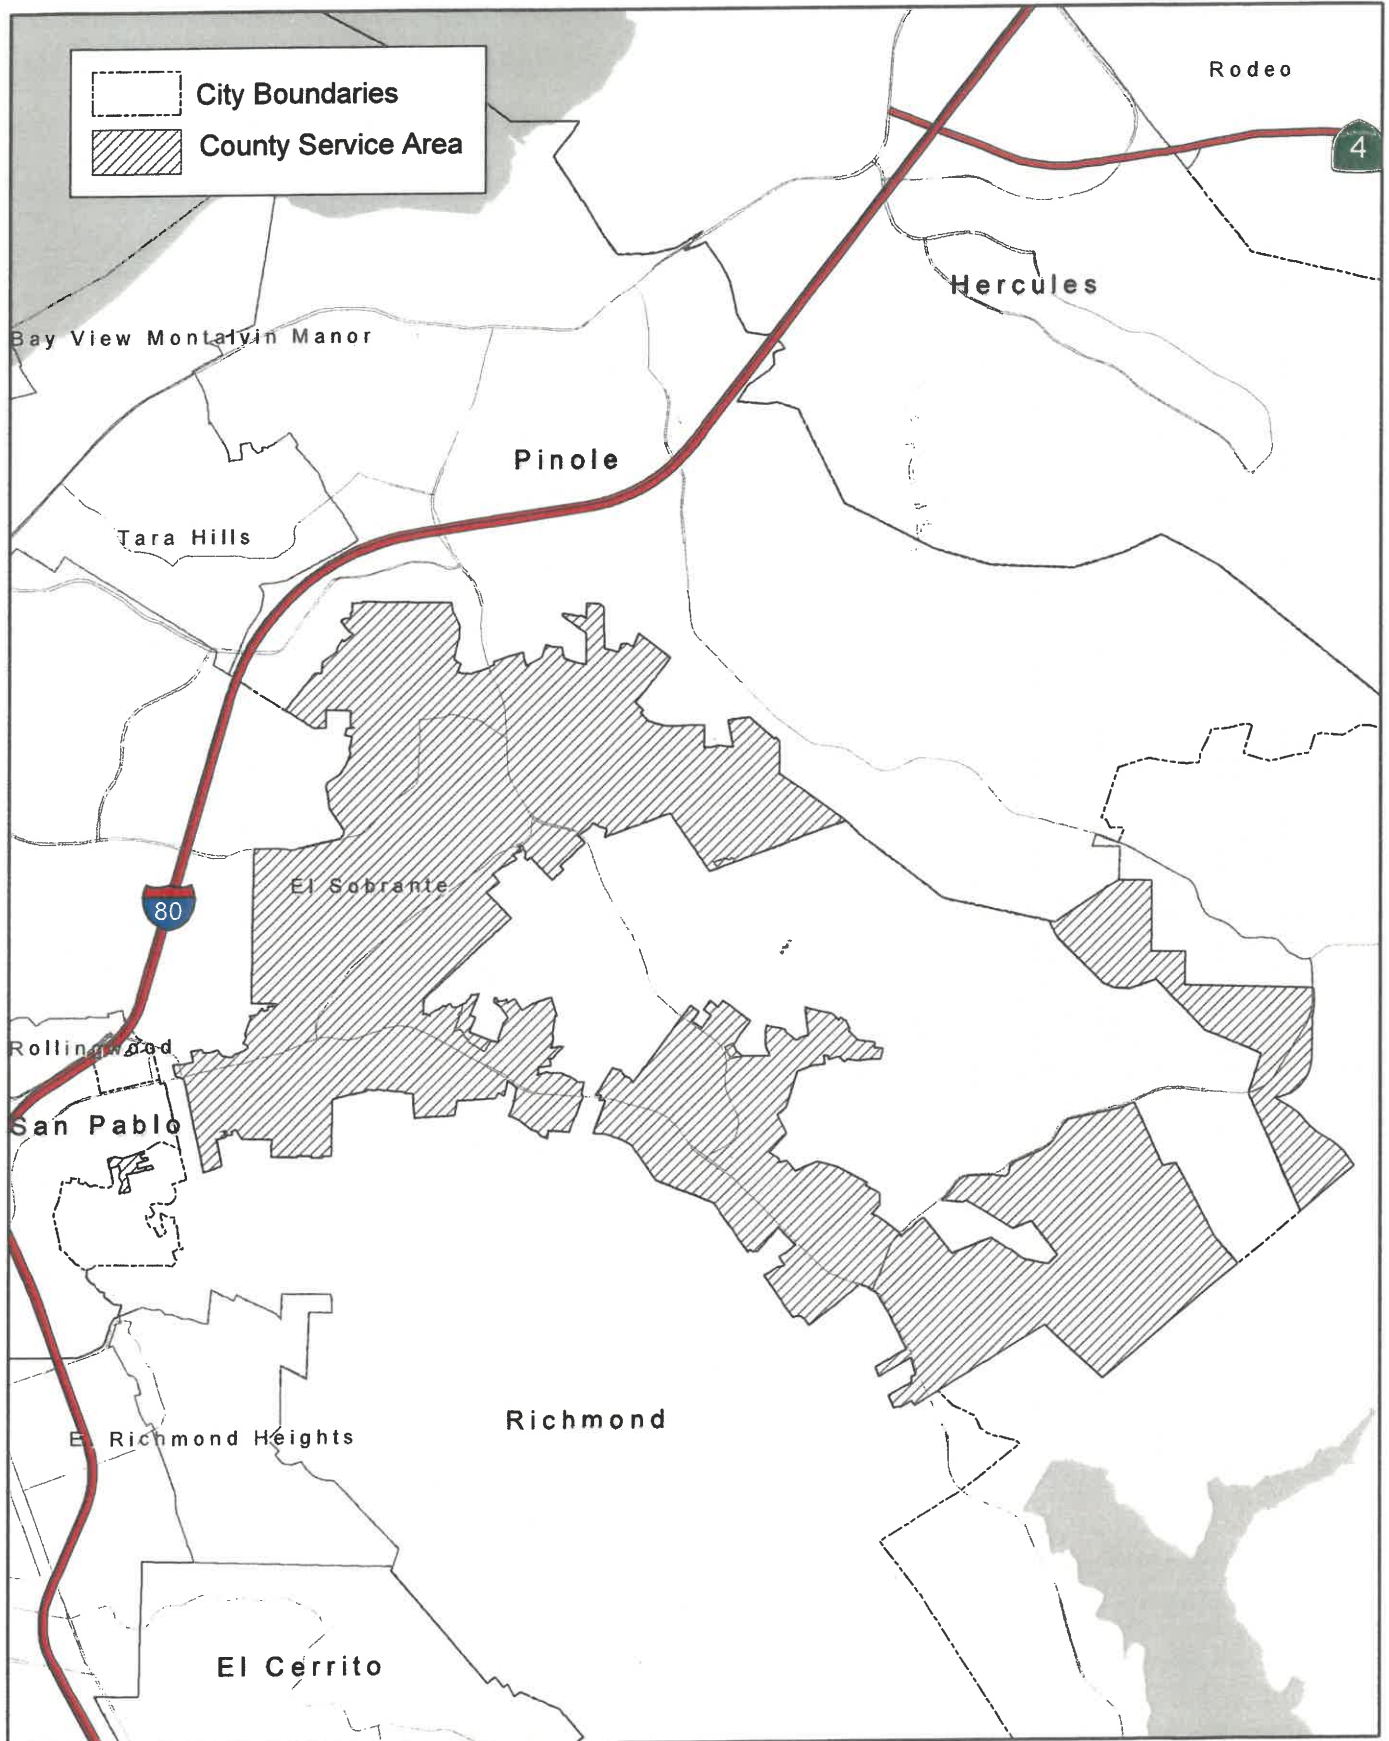 City Boundaries
County Service Area
Rodeo
4
Hercules
Bay View Montalvin Manor
Pinole
Tara Hills
El Sobrante
80
Rollingwood
San Pablo
Richmond
E. Richmond Heights
El Cerrito